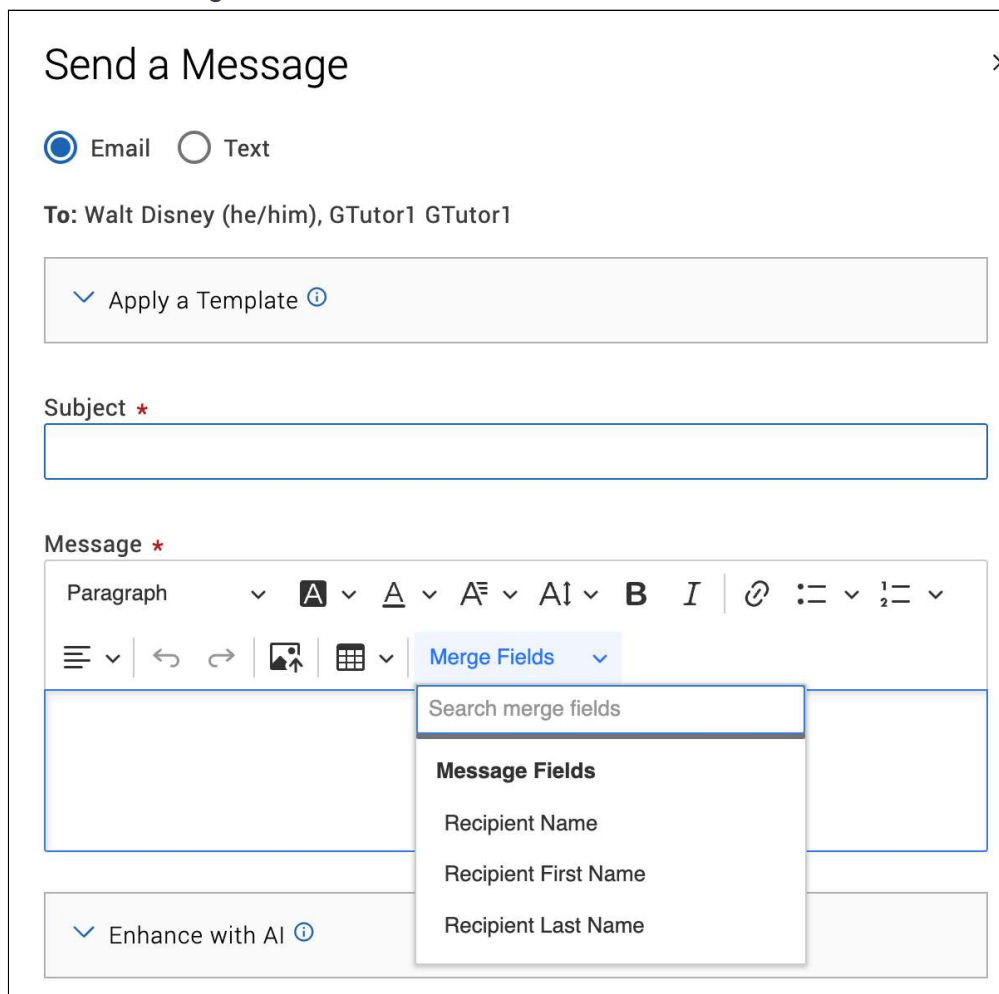 Send a Message
Email Text
To: Walt Disney (he/him), GTutor1 GTutor1
Apply a Template
Subject *
Message *
Paragraph
Merge Fields
Search merge fields
Message Fields
Recipient Name
Recipient First Name
Recipient Last Name
Enhance with AI